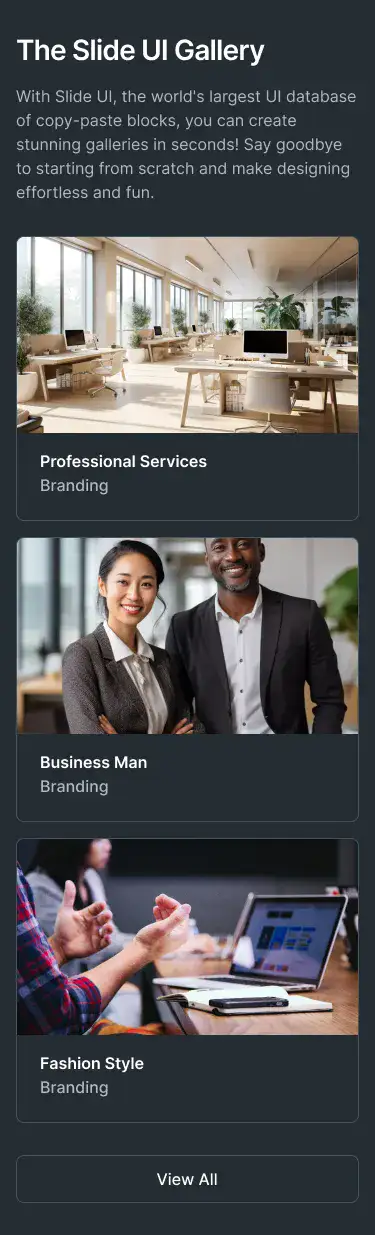 The Slide UI Gallery
With Slide UI, the world's largest UI database
of copy-paste blocks, you can create
stunning galleries in seconds! Say goodbye
to starting from scratch and make designing
effortless and fun.
Professional Services
Branding
Business Man
Branding
Fashion Style
Branding
View All